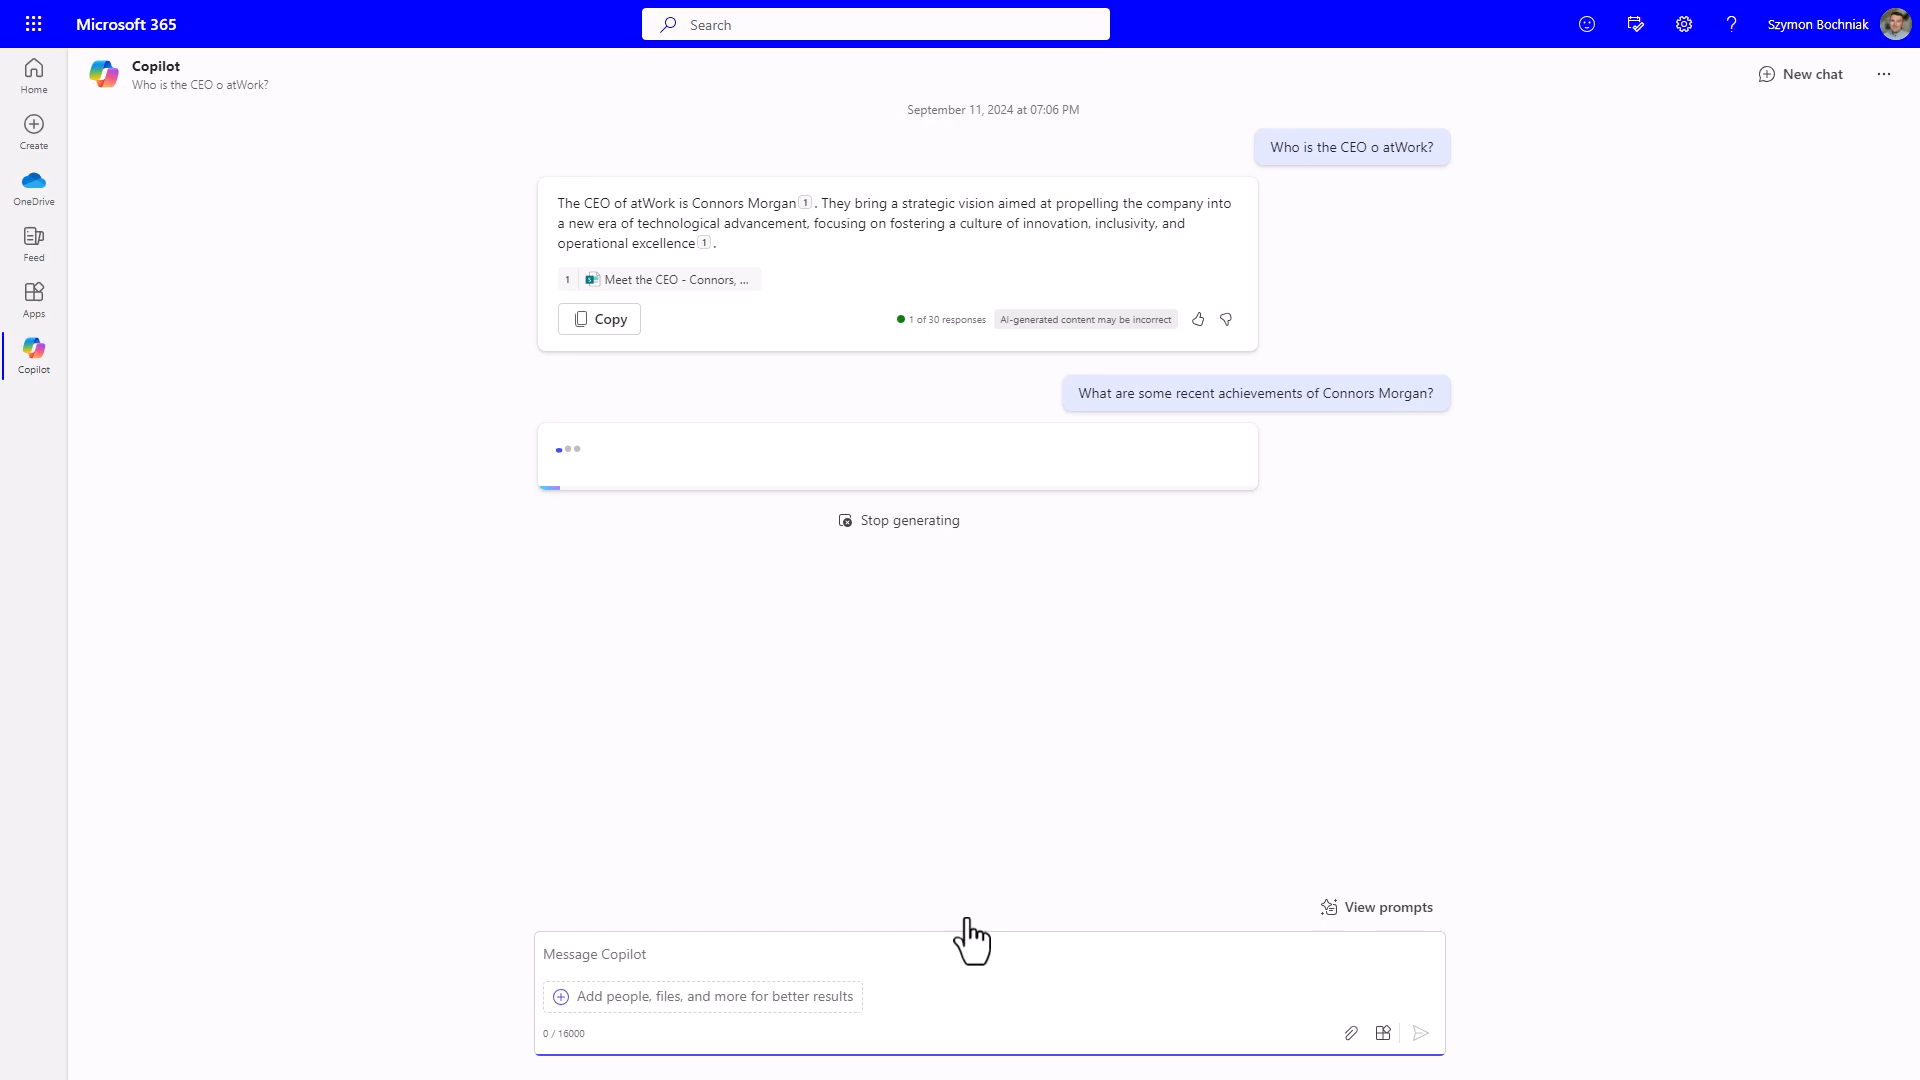 Microsoft 365
Search
Szymon Bochniak
Home
Create
OneDrive
Feed
Apps
Copilot
Copilot
Who is the CEO o atWork?
New chat
September 11, 2024 at 07:06 PM
Who is the CEO o atWork?
The CEO of atWork is Connors Morgan 1 . They bring a strategic vision aimed at propelling the company into
a new era of technological advancement, focusing on fostering a culture of innovation, inclusivity, and
operational excellence 1 .
1 Meet the CEO - Connors, ...
Copy
1 of 30 responses
AI-generated content may be incorrect
What are some recent achievements of Connors Morgan?
Stop generating
View prompts
Message Copilot
Add people, files, and more for better results
0 / 16000